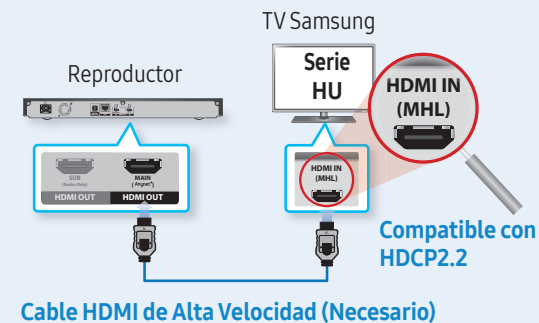 TV Samsung
Reproductor
Serie
HU
HDMI IN
(MHL)
SUB
(Audio Only)
HDMI OUT
MAIN
(Anynet+)
HDMI OUT
HDMI IN
(MHL)
Compatible con
HDCP2.2
Cable HDMI de Alta Velocidad (Necesario)